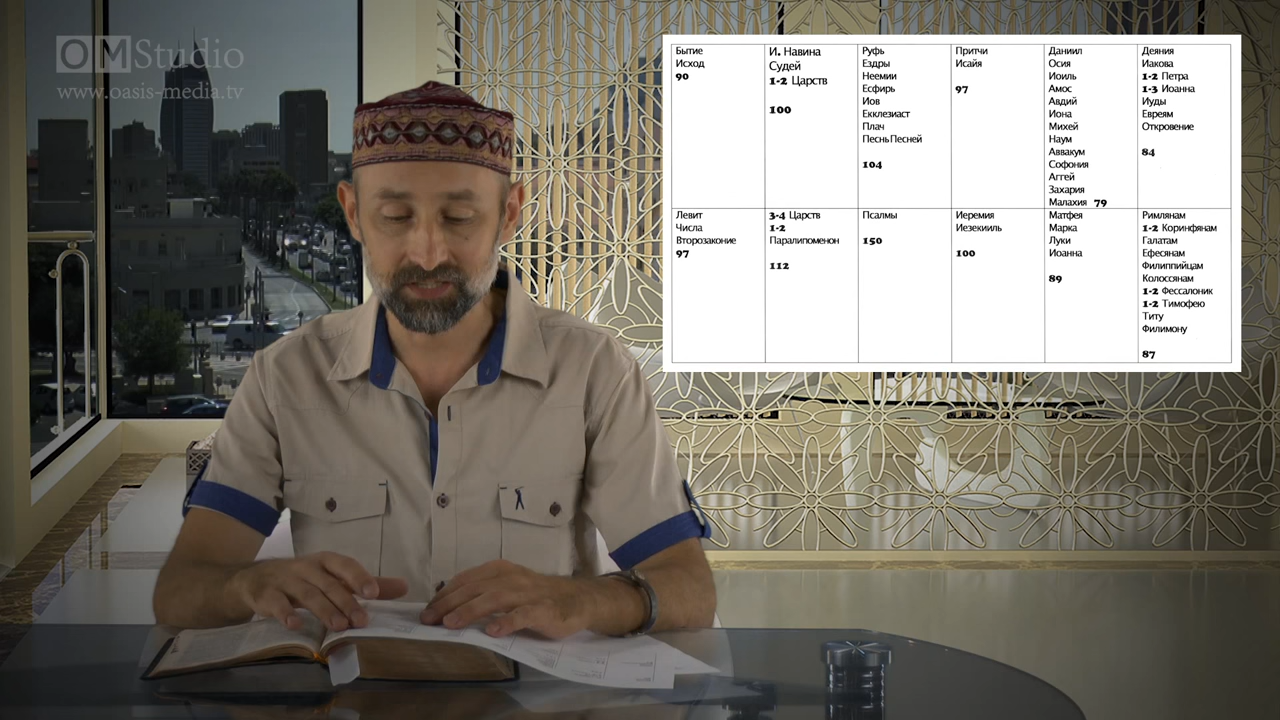 OMStudio
www.oasis-media.tv
Бытие
Исход
90
И. Навина
Судей
1-2 Царств
100
Руфь
Ездры
Неемии
Есфирь
Иов
Екклезиаст
Плач
ПесньПесней
104
Притчи
Исайя
97
Даниил
Осия
Иоиль
Амос
Авдий
Иона
Михей
Наум
Аввакум
Софония
Аггей
Захария
Малахия 79
Деяния
Иакова
1-2 Петра
1-3 Иоанна
Иуды
Евреям
Откровение
84
Левит
Числа
Второзаконие
97
3-4 Царств
1-2
Паралипоменон
112
Псалмы
150
Иеремия
Иезекииль
100
Матфея
Марка
Луки
Иоанна
89
Римлянам
1-2 Коринфянам
Галатам
Ефесянам
Филиппийцам
Колоссянам
1-2 Фессалоник
1-2 Тимофею
Титу
Филимону
87